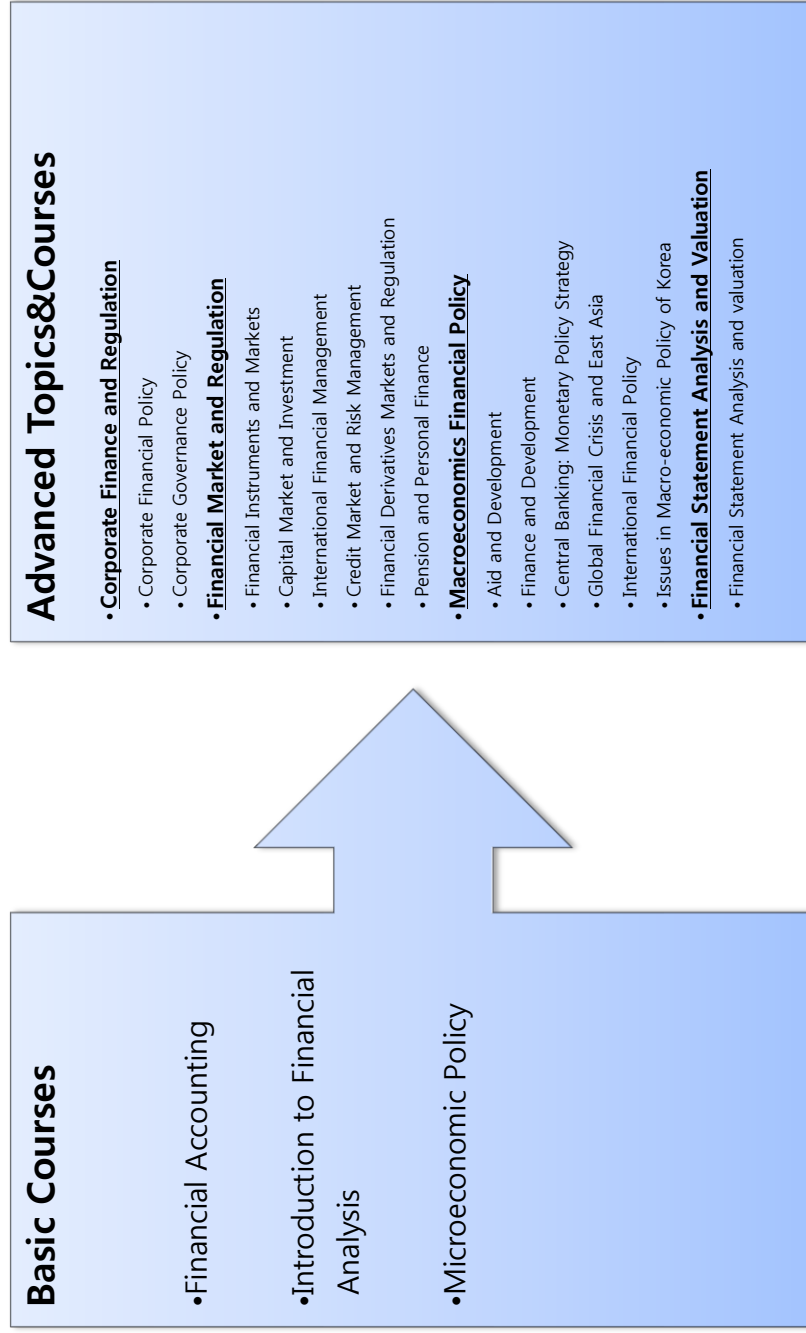 Basic Courses
•Financial Accounting
•Introduction to Financial
Analysis
•Microeconomic Policy
Advanced Topics&Courses
•Corporate Finance and Regulation
•Corporate Financial Policy
•Corporate Governance Policy
•Financial Market and Regulation
•Financial Instruments and Markets
•Capital Market and Investment
•International Financial Management
•Credit Market and Risk Management
•Financial Derivatives Markets and Regulation
•Pension and Personal Finance
•Macroeconomics Financial Policy
•Aid and Development
•Finance and Development
•Central Banking: Monetary Policy Strategy
•Global Financial Crisis and East Asia
•International Financial Policy
•Issues in Macro-economic Policy of Korea
•Financial Statement Analysis and Valuation
•Financial Statement Analysis and valuation